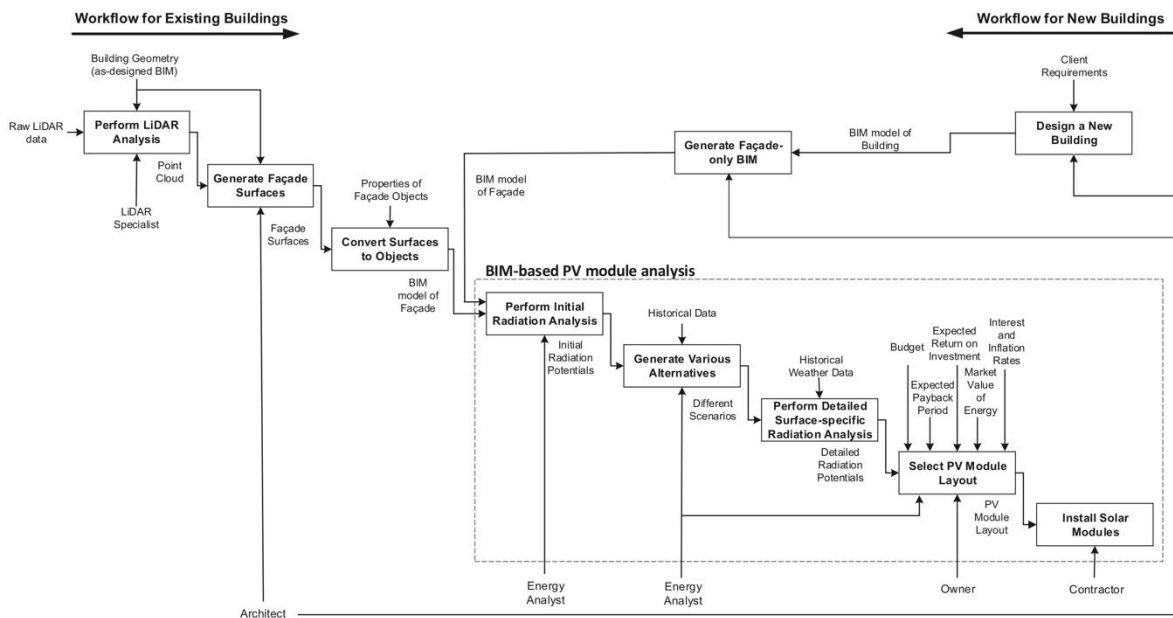 Workflow for Existing Buildings
Workflow for New Buildings
Building Geometry
(as-designed BIM)
Client
Requirements
Raw LiDAR
data
Perform LiDAR
Analysis
Point
Cloud
LiDAR
Specialist
Generate Façade
Surfaces
Façade
Surfaces
Properties of
Façade Objects
Convert Surfaces
to Objects
BIM
model of
Façade
BIM model
of Façade
Generate Façade-
only BIM
BIM model of
Building
Design a New
Building
BIM-based PV module analysis
Perform Initial
Radiation Analysis
Initial
Radiation
Potentials
Historical Data
Generate Various
Alternatives
Different
Scenarios
Historical
Weather Data
Perform Detailed
Surface-specific
Radiation Analysis
Detailed
Radiation
Potentials
Budget
Expected
Payback
Period
Expected
Return on
Investment
Market
Value of
Energy
Interest
and
Inflation
Rates
Select PV Module
Layout
PV
Module
Layout
Install Solar
Modules
Energy
Analyst
Energy
Analyst
Owner
Contractor
Architect